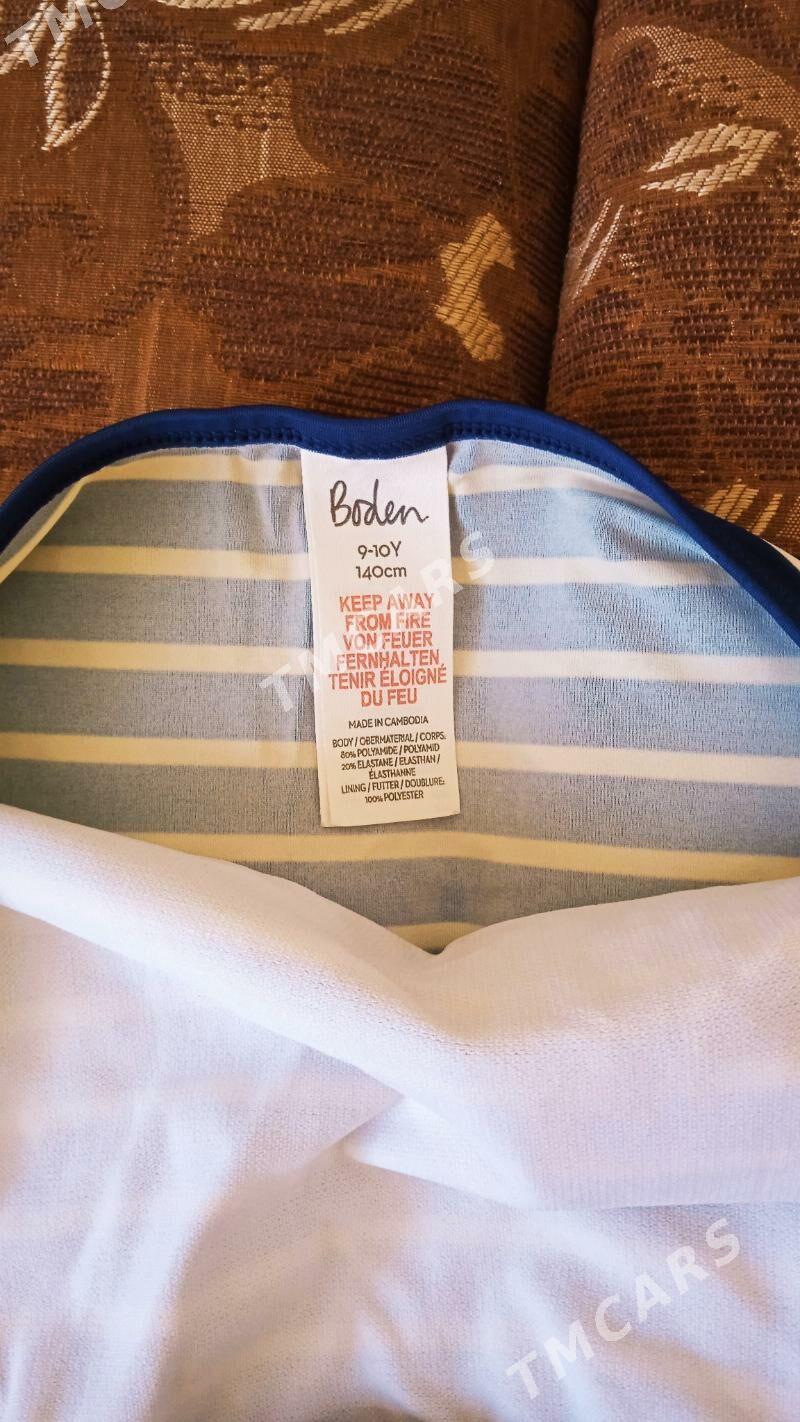 TMC
Boden
9-10Y
140cm
KEEP AWAY
FROM FIRE
VON FEUER
FERNHALTEN
TENIR ÉLOIGNÉ
DU FEU
MADE IN CAMBODIA
BODY / OBERMATERIAL / CORPS:
80% POLYAMIDE / POLYAMID
20% ELASTANE / ELASTHAN /
ÉLASTHANNE
LINING / FUTTER / DOUBLURE:
100% POLYESTER
TMCARS
TMCARS